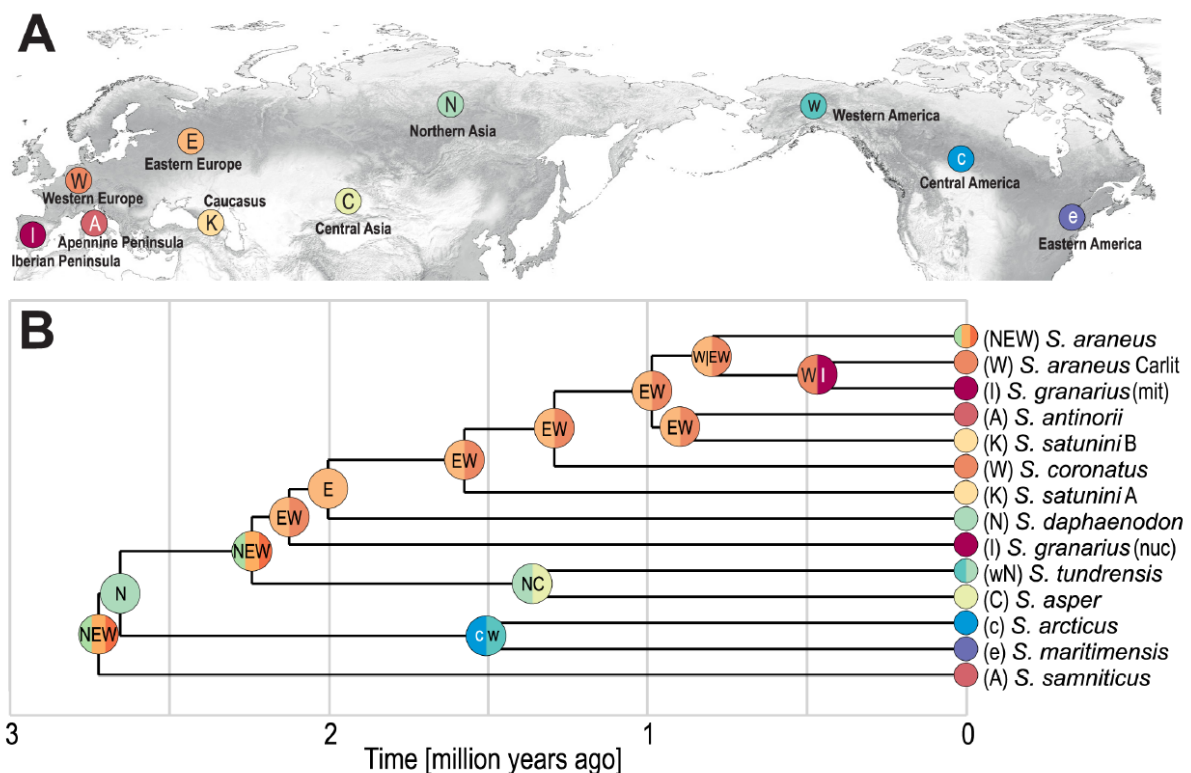 A
N
Northern Asia
w
Western America
E
Eastern Europe
c
Central America
W
Western Europe
Caucasus
K
C
Central Asia
e
Eastern America
I
Iberian Peninsula
A
Apennine Peninsula
B
(NEW) S. araneus
W|EW
(W) S. araneus Carlit
W I
(I) S. granarius (mit)
EW
(A) S. antinorii
EW
(K) S. satunini B
EW
(W) S. coronatus
EW
(K) S. satunini A
E
(N) S. daphaenodon
EW
(I) S. granarius (nuc)
NEW
(wN) S. tundrensis
NC
(C) S. asper
N
(c) S. arcticus
c w
(e) S. maritimensis
NEW
(A) S. samniticus
3 2 1 0
Time [million years ago]